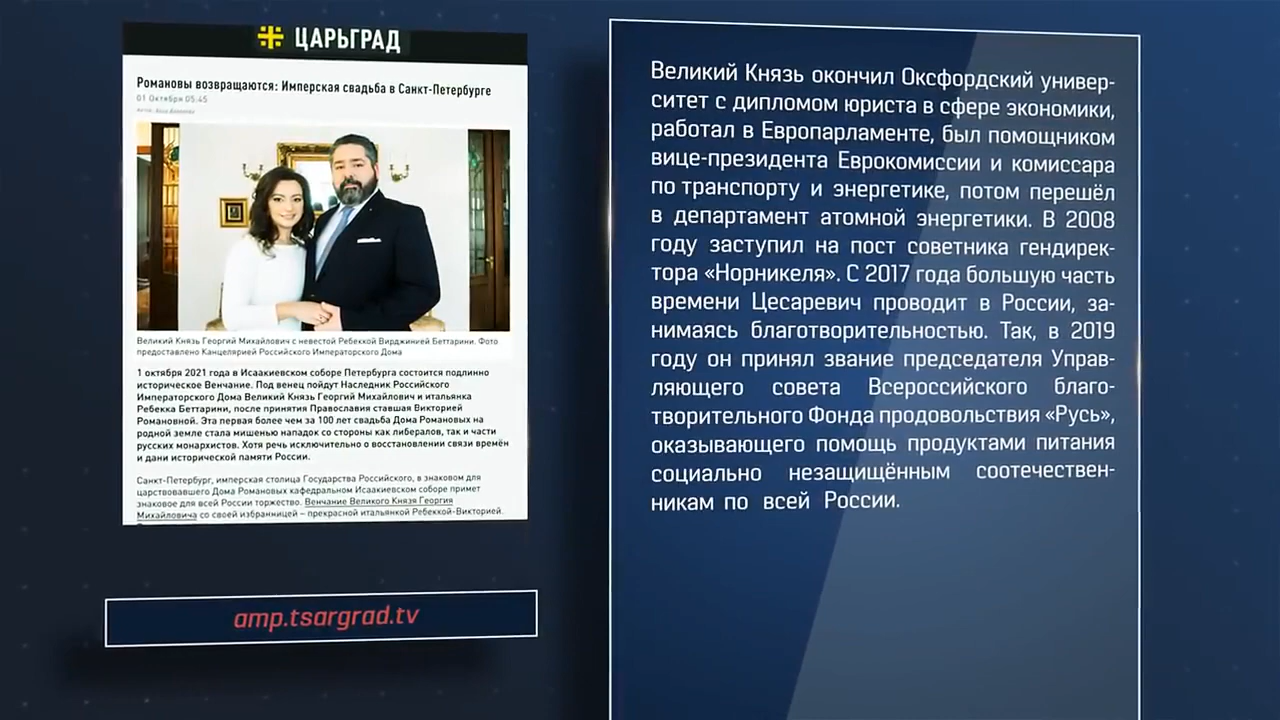 ЦАРЬГРАД
Романовы возвращаются: Имперская свадьба в Санкт-Петербурге
01 Октября 05:45
Великий Князь Георгий Михайлович с невестой Ребеккой Вирджинией Беттарини. Фото
предоставлено Канцелярией Российского Императорского Дома
1 октября 2021 года в Исаакиевском соборе Петербурга состоится подлинно
историческое Венчание. Под венец пойдут Наследник Российского
Императорского Дома Великий Князь Георгий Михайлович и итальянка
Ребекка Беттарини, после принятия Православия ставшая Викторией
Романовной. Эта первая более чем за 100 лет свадьба Дома Романовых на
родной земле стала мишенью нападок со стороны как либералов, так и части
русских монархистов. Хотя речь исключительно о восстановлении связи времён
и дани исторической памяти России.
Санкт-Петербург, имперская столица Государства Российского, в знаковом для
царствовавшего Дома Романовых кафедральном Исаакиевском соборе примет
знаковое для всей России торжество. Венчание Великого Князя Георгия
Михайловича со своей избранницей – прекрасной итальянкой Ребеккой-Викторией.
amp.tsargrad.tv
Великий Князь окончил Оксфордский универ-
ситет с дипломом юриста в сфере экономики,
работал в Европарламенте, был помощником
вице-президента Еврокомиссии и комиссара
по транспорту и энергетике, потом перешёл
в департамент атомной энергетики. В 2008
году заступил на пост советника гендирек-
тора «Норникеля». С 2017 года большую часть
времени Цесаревич проводит в России, за-
нимаясь благотворительностью. Так, в 2019
году он принял звание председателя Управ-
ляющего совета Всероссийского благо-
творительного Фонда продовольствия «Русь»,
оказывающего помощь продуктами питания
социально незащищённым соотечествен-
никам по всей России.